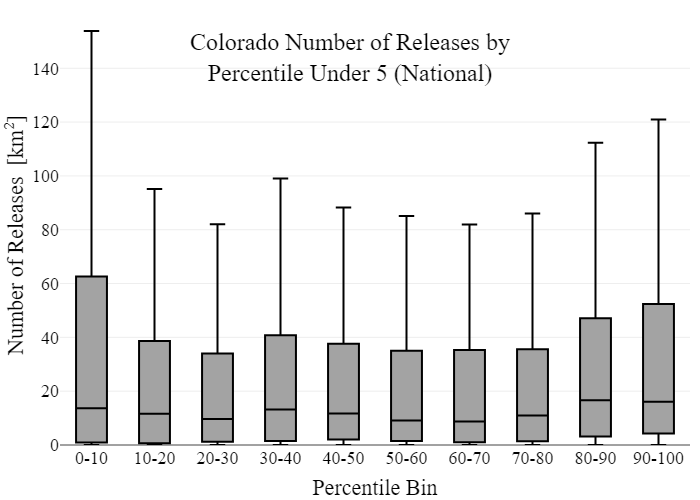 Colorado Number of Releases by
Percentile Under 5 (National)
Number of Releases [km²]
140
120
100
80
60
40
20
0
0-10 10-20 20-30 30-40 40-50 50-60 60-70 70-80 80-90 90-100
Percentile Bin